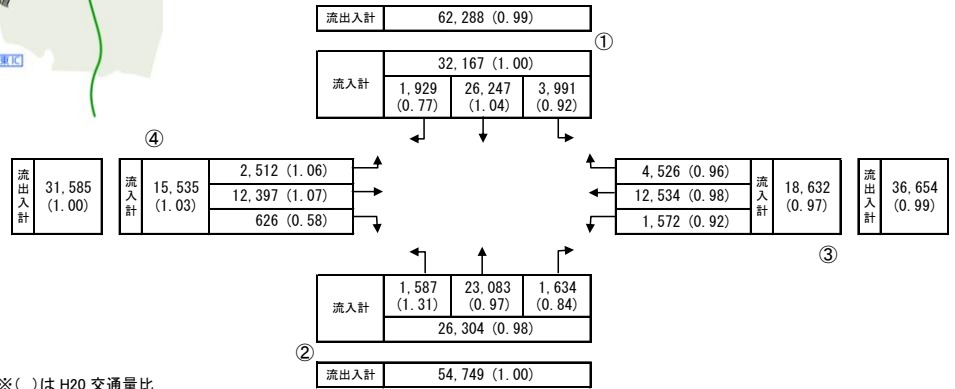 流出入計 62,288 (0.99)
①
流入計 32,167 (1.00)
1,929 (0.77) 26,247 (1.04) 3,991 (0.92)
東IC
④
流出入計 31,585 (1.00)
流入計 15,535 (1.03)
2,512 (1.06)
12,397 (1.07)
626 (0.58)
4,526 (0.96)
12,534 (0.98)
1,572 (0.92)
流入計 18,632 (0.97)
流出入計 36,654 (0.99)
③
流入計
1,587 (1.31) 23,083 (0.97) 1,634 (0.84)
26,304 (0.98)
②
流出入計 54,749 (1.00)
※( )は H20 交通量比